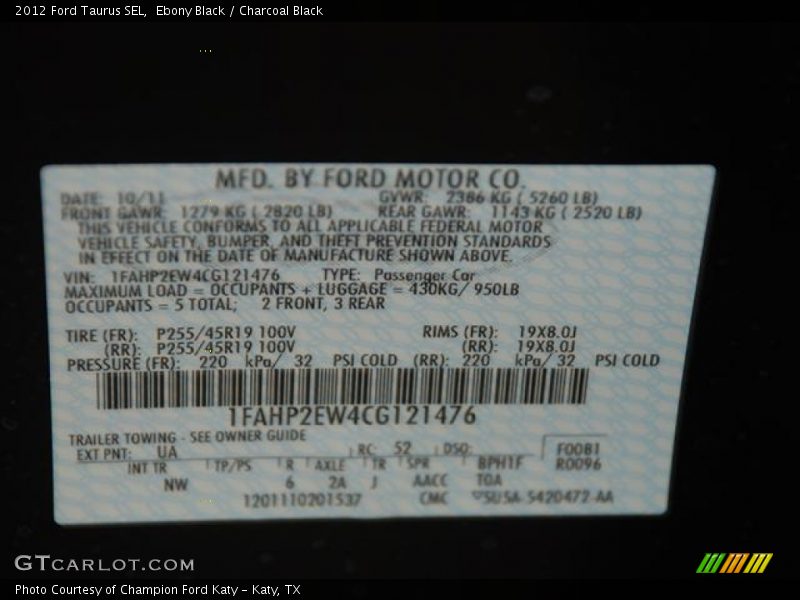 2012 Ford Taurus SEL, Ebony Black / Charcoal Black
MFD. BY FORD MOTOR CO.
DATE: 10/11 GVWR: 2386 KG ( 5260 LB)
FRONT GAWR: 1279 KG ( 2820 LB) REAR GAWR: 1143 KG ( 2520 LB)
THIS VEHICLE CONFORMS TO ALL APPLICABLE FEDERAL MOTOR
VEHICLE SAFETY, BUMPER, AND THEFT PREVENTION STANDARDS
IN EFFECT ON THE DATE OF MANUFACTURE SHOWN ABOVE.
VIN: 1FAHP2EW4CG121476 TYPE: Passenger Car
MAXIMUM LOAD = OCCUPANTS + LUGGAGE = 430KG/ 950LB
OCCUPANTS = 5 TOTAL; 2 FRONT, 3 REAR
TIRE (FR): P255/45R19 100V RIMS (FR): 19X8.0J
(RR): P255/45R19 100V (RR): 19X8.0J
PRESSURE (FR): 220 kPa/ 32 PSI COLD (RR): 220 kPa/ 32 PSI COLD
1FAHP2EW4CG121476
TRAILER TOWING - SEE OWNER GUIDE
EXT PNT: UA RC: 52 DSO: F0081
INT TR TP/PS R AXLE TR SPR BPH1F R0096
NW 6 2A J AACC TOA
1201110201537 CMC 5U5A-5420472-AA
GTCARLOT.COM
Photo Courtesy of Champion Ford Katy – Katy, TX